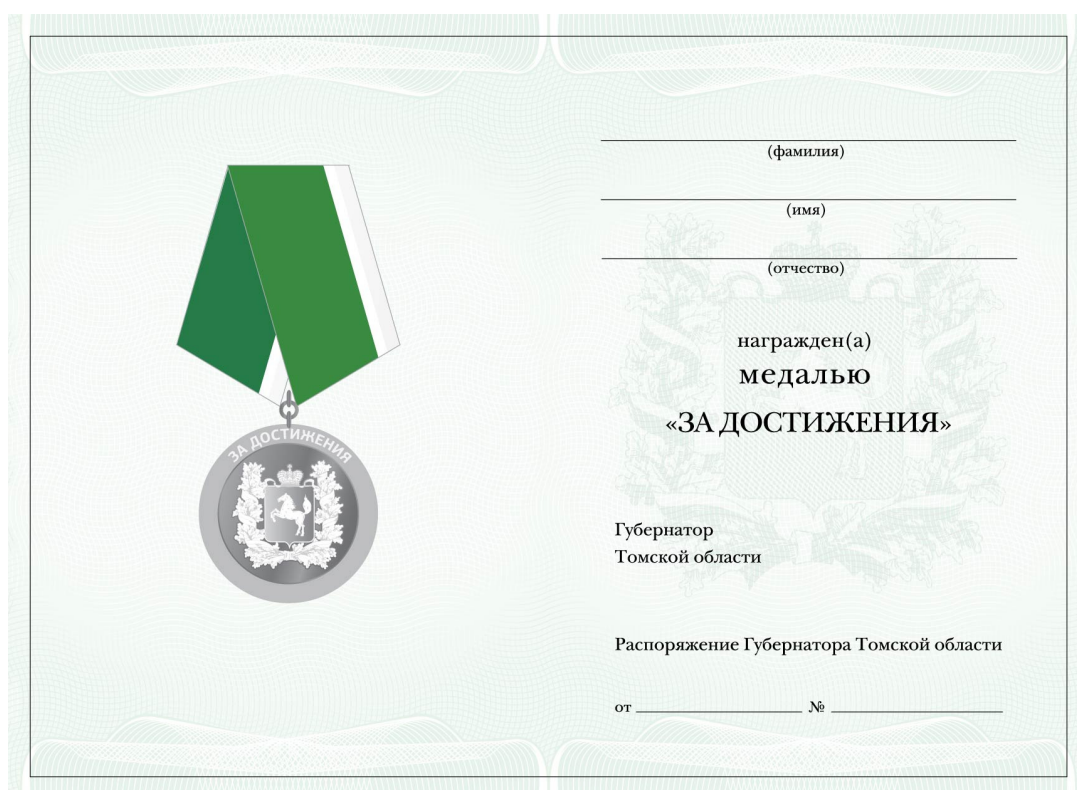 ЗА ДОСТИЖЕНИЯ
(фамилия)
(имя)
(отчество)
награжден(а)
медалью
«ЗА ДОСТИЖЕНИЯ»
Губернатор
Томской области
Распоряжение Губернатора Томской области
от №